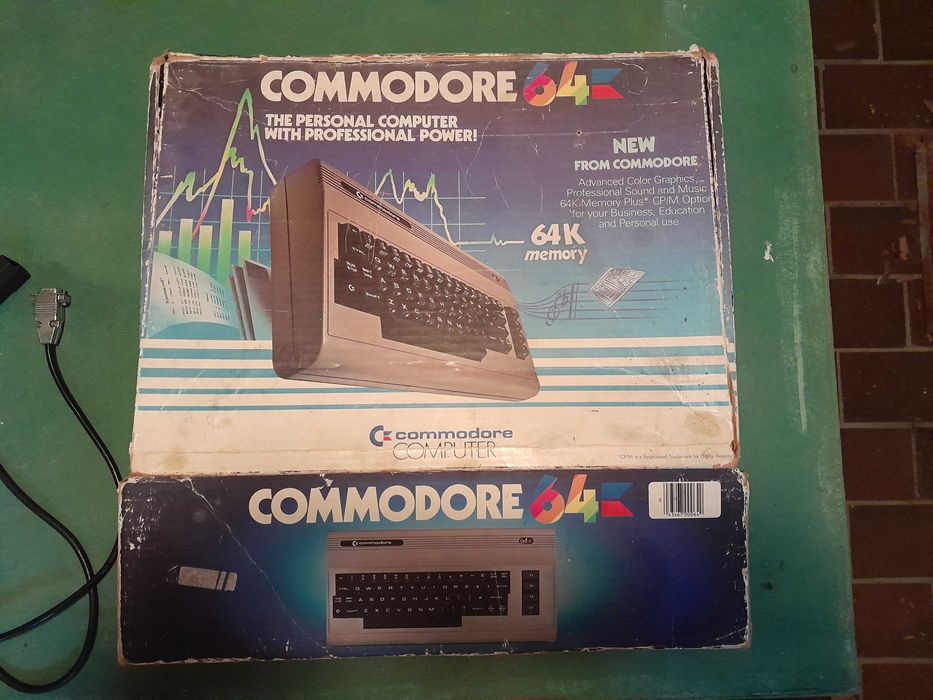 COMMODORE 64
THE PERSONAL COMPUTER
WITH PROFESSIONAL POWER!
NEW
FROM COMMODORE
Advanced Color Graphics,
Professional Sound and Music
64K Memory Plus* CP/M Option
for your Business, Education
and Personal use
64K
memory
commodore
COMPUTER
*CP/M is a Registered Trademark for Digital
COMMODORE 64
commodore
Q W E R T Y U I O P
A S D F G H J K L
Z X C V B N M